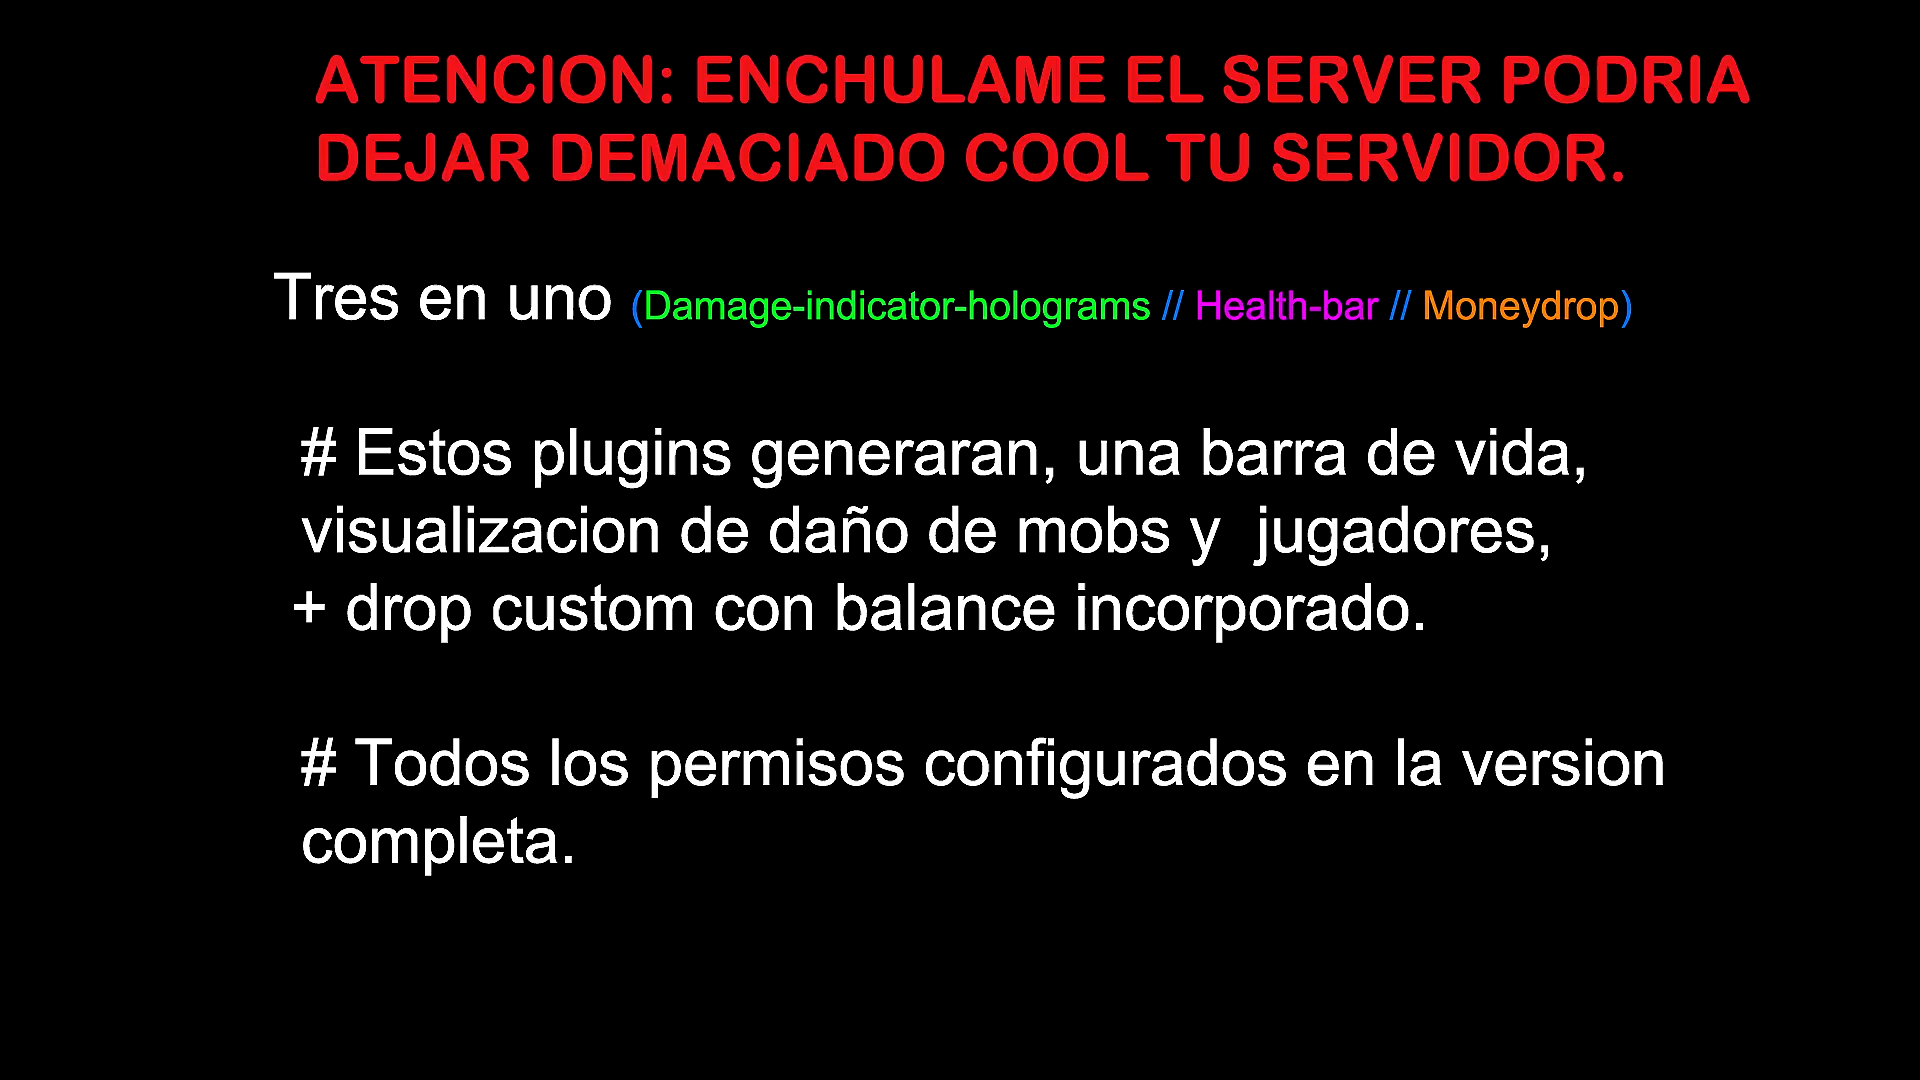 ATENCION: ENCHULAME EL SERVER PODRIA
DEJAR DEMACIADO COOL TU SERVIDOR.
Tres en uno (Damage-indicator-holograms // Health-bar // Moneydrop)
# Estos plugins generaran, una barra de vida,
visualizacion de daño de mobs y  jugadores,
+ drop custom con balance incorporado.
# Todos los permisos configurados en la version
completa.